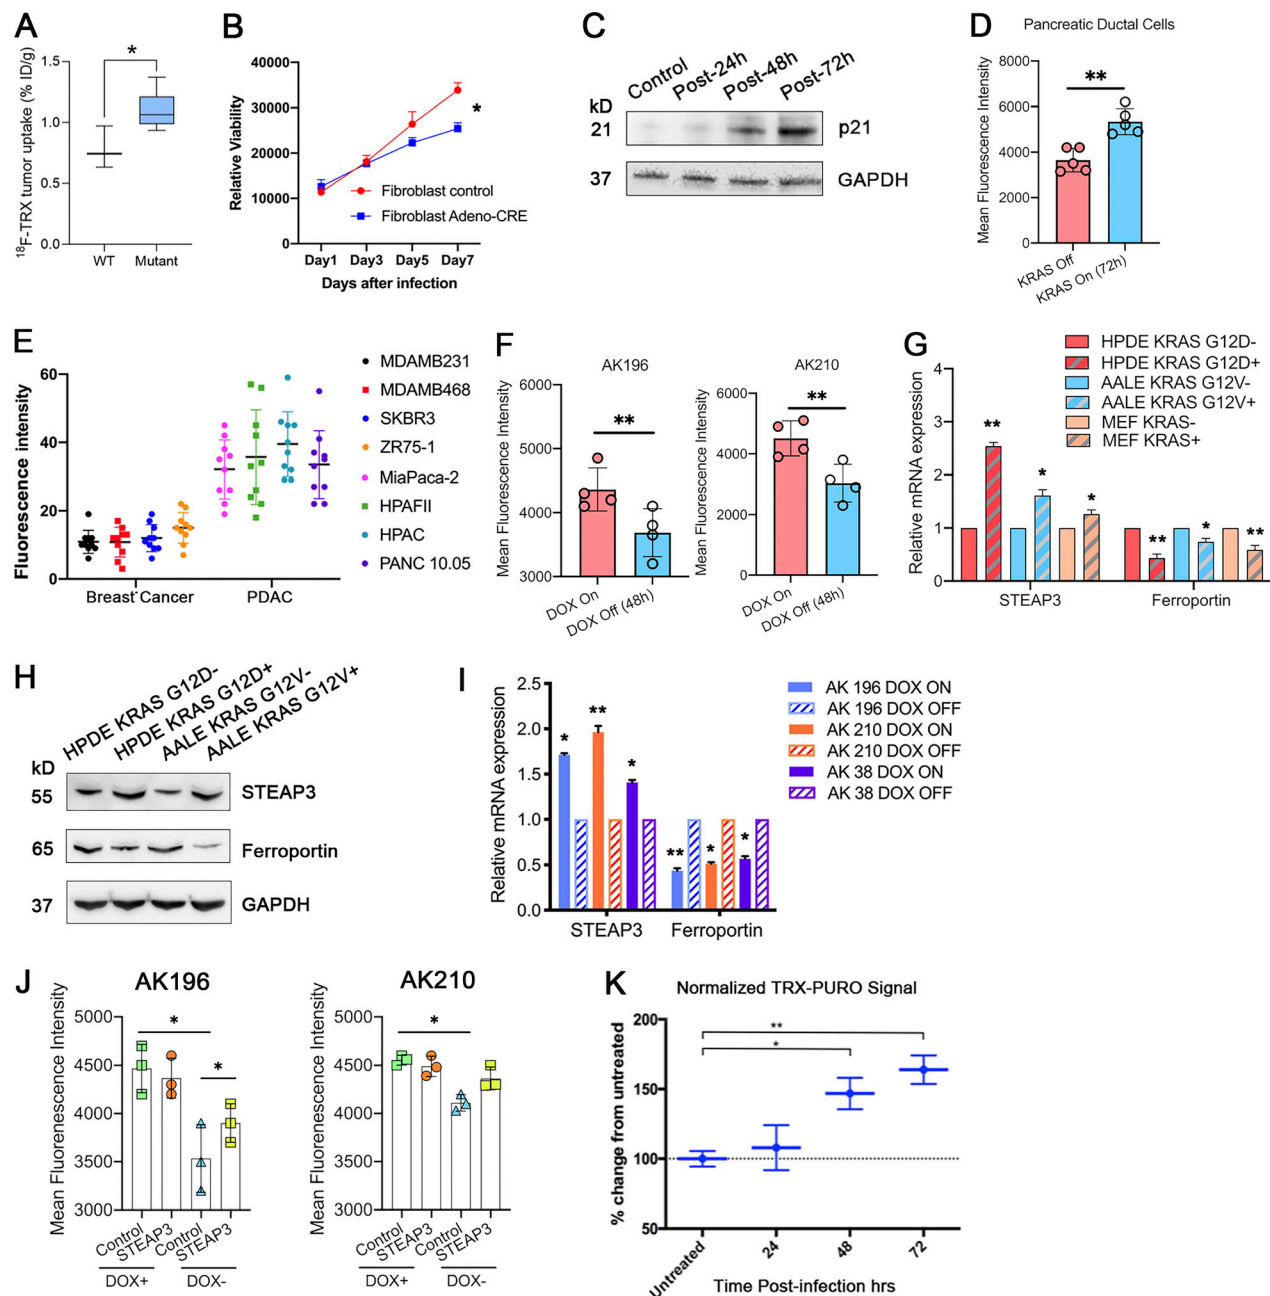 A
¹⁸F-TRX tumor uptake (% ID/g)
1.5
1.0
0.5
0.0
*
WT
Mutant
B
Relative Viability
40000
30000
20000
10000
0
*
Fibroblast control
Fibroblast Adeno-CRE
Day1
Day3
Day5
Day7
Days after infection
C
Control
Post-24h
Post-48h
Post-72h
kD
21
p21
37
GAPDH
D
Pancreatic Ductal Cells
Mean Fluorescence Intensity
8000
6000
4000
2000
0
**
KRAS Off
KRAS On (72h)
E
Fluorescence intensity
60
40
20
0
Breast Cancer
PDAC
MDAMB231
MDAMB468
SKBR3
ZR75-1
MiaPaca-2
HPAFII
HPAC
PANC 10.05
F
AK196
Mean Fluorescence Intensity
6000
5000
4000
3000
**
DOX On
DOX Off (48h)
AK210
Mean Fluorescence Intensity
6000
4000
2000
0
**
DOX On
DOX Off (48h)
G
Relative mRNA expression
4
3
2
1
0
**
*
*
**
*
**
STEAP3
Ferroportin
HPDE KRAS G12D-
HPDE KRAS G12D+
AALE KRAS G12V-
AALE KRAS G12V+
MEF KRAS-
MEF KRAS+
H
HPDE KRAS G12D-
HPDE KRAS G12D+
AALE KRAS G12V-
AALE KRAS G12V+
kD
55
STEAP3
65
Ferroportin
37
GAPDH
I
Relative mRNA expression
2.5
2.0
1.5
1.0
0.5
0.0
*
**
*
**
*
*
STEAP3
Ferroportin
AK 196 DOX ON
AK 196 DOX OFF
AK 210 DOX ON
AK 210 DOX OFF
AK 38 DOX ON
AK 38 DOX OFF
J
AK196
Mean Fluorenescence Intensity
5000
4500
4000
3500
3000
*
*
Control
STEAP3
Control
STEAP3
DOX+
DOX-
AK210
Mean Fluorenescence Intensity
5000
4500
4000
3500
3000
*
Control
STEAP3
Control
STEAP3
DOX+
DOX-
K
Normalized TRX-PURO Signal
% change from untreated
200
150
100
50
**
*
Untreated
24
48
72
Time Post-infection hrs